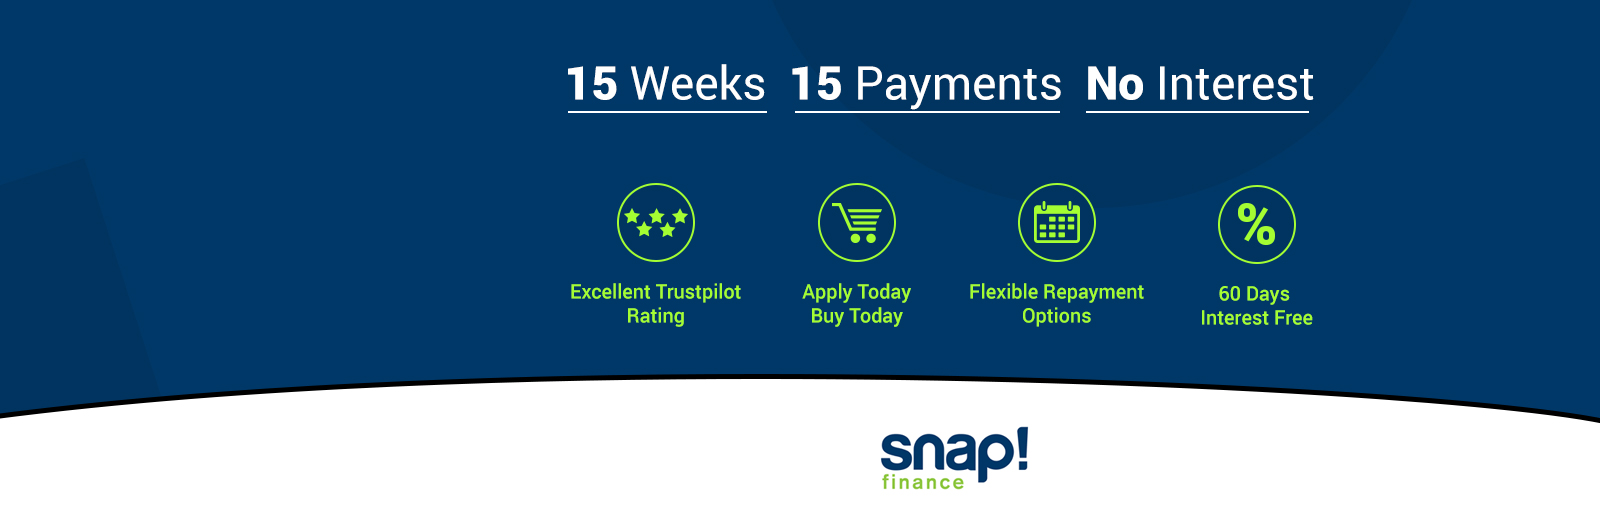 15 Weeks 15 Payments No Interest
Excellent Trustpilot
Rating
Apply Today
Buy Today
Flexible Repayment
Options
60 Days
Interest Free
snap!
finance